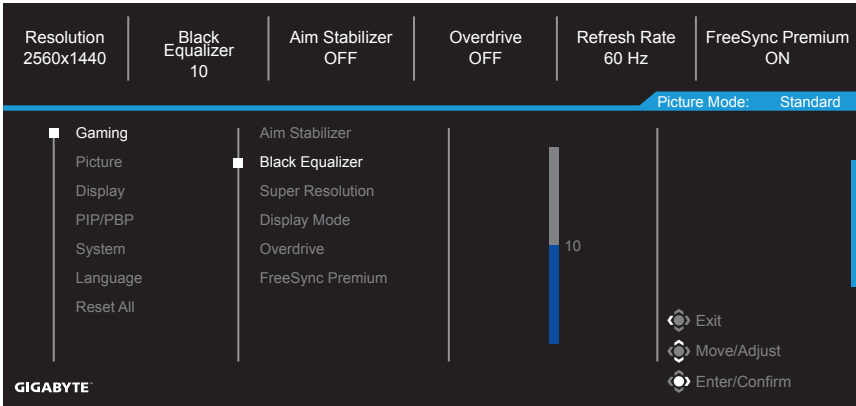 Resolution
2560x1440
Black
Equalizer
10
Aim Stabilizer
OFF
Overdrive
OFF
Refresh Rate
60 Hz
FreeSync Premium
ON
Picture Mode: Standard
Gaming
Picture
Display
PIP/PBP
System
Language
Reset All
Aim Stabilizer
Black Equalizer
Super Resolution
Display Mode
Overdrive
FreeSync Premium
10
Exit
Move/Adjust
Enter/Confirm
GIGABYTE™